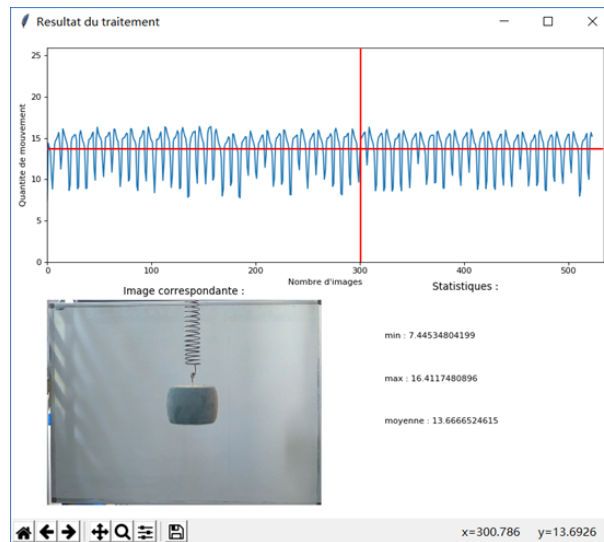 Resultat du traitement
25
20
15
10
5
0
Quantite de mouvement
0 100 200 300 400 500
Nombre d'images
Image correspondante :
Statistiques :
min : 7.44534804199
max : 16.4117480896
moyenne : 13.6666524615
x=300.786 y=13.6926